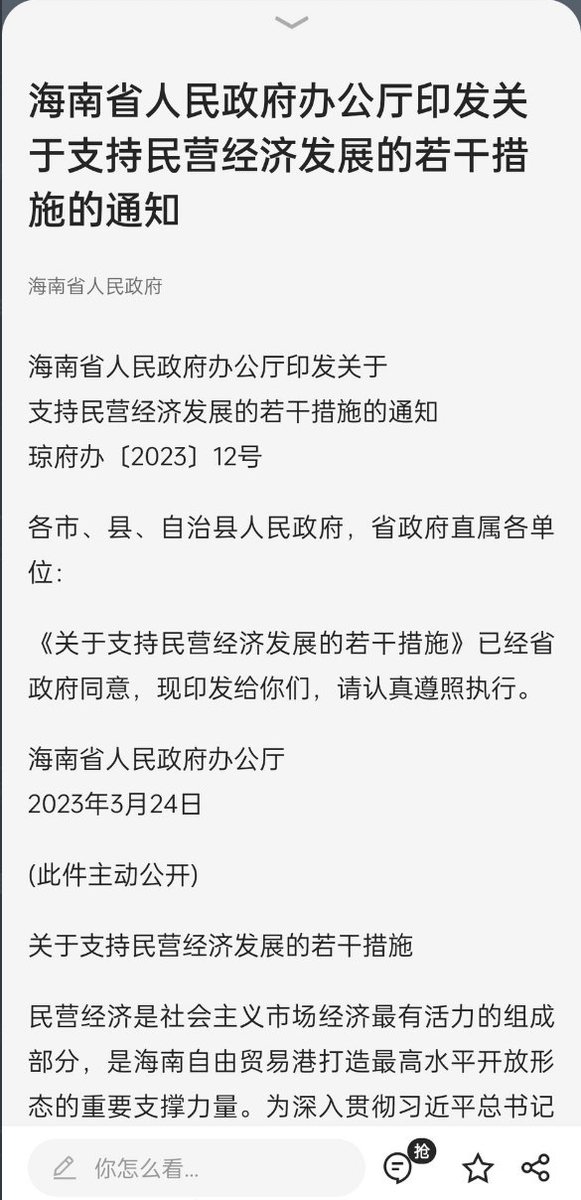 海南省人民政府办公厅印发关
于支持民营经济发展的若干措
施的通知
海南省人民政府
海南省人民政府办公厅印发关于
支持民营经济发展的若干措施的通知
琼府办〔2023〕12号
各市、县、自治县人民政府，省政府直属各单
位：
《关于支持民营经济发展的若干措施》已经省
政府同意，现印发给你们，请认真遵照执行。
海南省人民政府办公厅
2023年3月24日
(此件主动公开)
关于支持民营经济发展的若干措施
民营经济是社会主义市场经济最有活力的组成
部分，是海南自由贸易港打造最高水平开放形
态的重要支撑力量。为深入贯彻习近平总书记
你怎么看...
抢